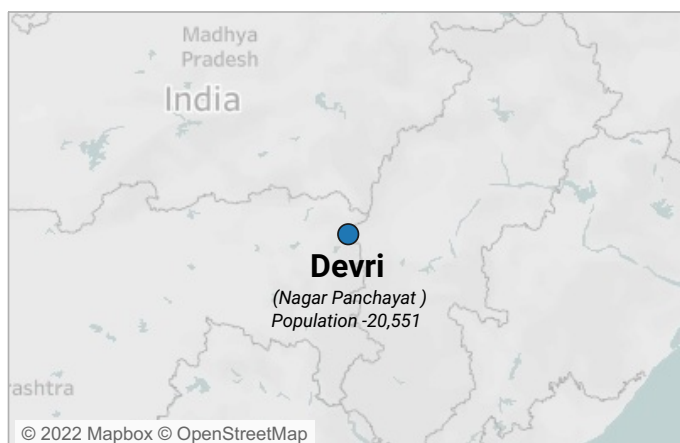 Madhya
Pradesh
India
Devri
(Nagar Panchayat )
Population -20,551
rashtra
© 2022 Mapbox © OpenStreetMap